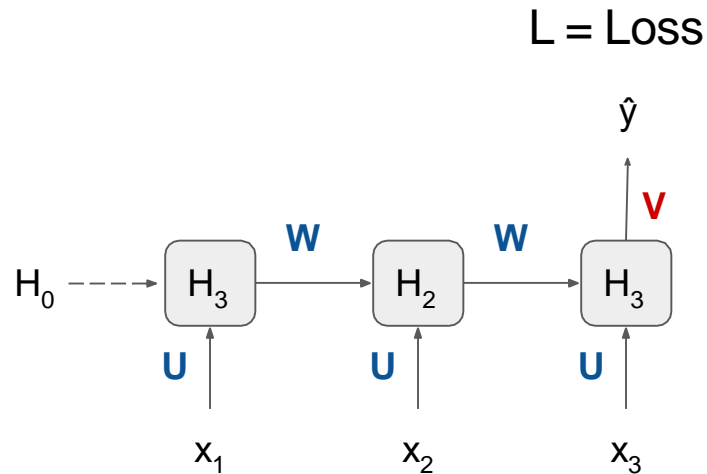 L = Loss
ŷ
V
W W
H₀ H₃ H₂ H₃
U U U
x₁ x₂ x₃